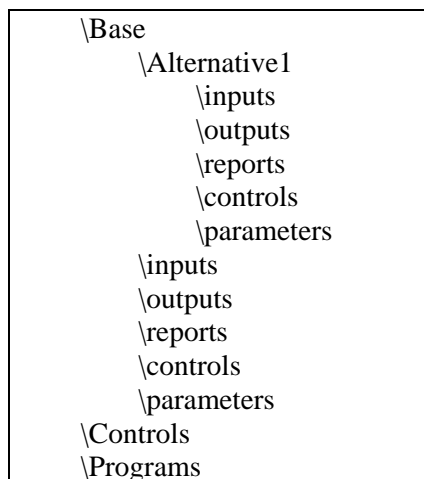 \Base
\Alternative1
\inputs
\outputs
\reports
\controls
\parameters
\inputs
\outputs
\reports
\controls
\parameters
\Controls
\Programs